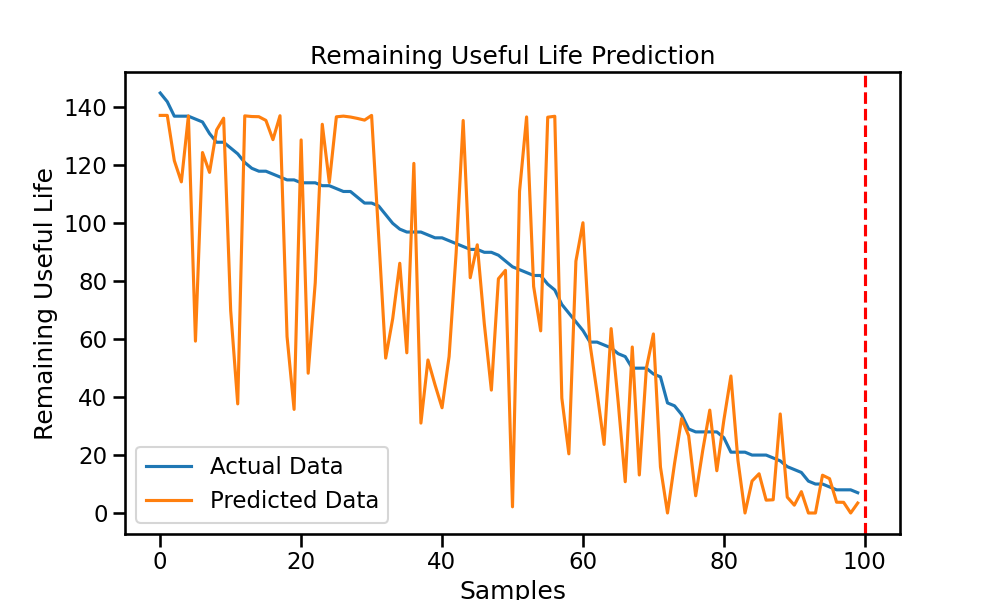 Remaining Useful Life Prediction
Remaining Useful Life
140
120
100
80
60
40
20
0
Actual Data
Predicted Data
0 20 40 60 80 100
Samples